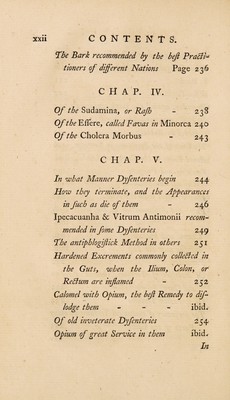 xxii CONTENTS.
The Bark recommended by the beſt Practi-
tioners of different Nations Page 236
CHAP. IV.
Of the Sudamina, or Raſh - 238
Of the Eſſere, called Favas in Minorca 240
Of the Cholera Morbus - 243
CHAP. V.
In what Manner Dyſenteries begin 244
How they terminate, and the Appearances
in ſuch as die of them - 246
Ipecacuanha & Vitrum Antimonii recom-
mended in ſome Dyſenteries 249
The antiphlogiſtick Method in others 251
Hardened Excrements commonly collected in
the Guts, when the Ilium, Colon, or
Rectum are inflamed - 252
Calomel with Opium, the beſt Remedy to diſ-
lodge them - - - ibid.
Of old inveterate Dyſenteries 254
Opium of great Service in them ibid.
In